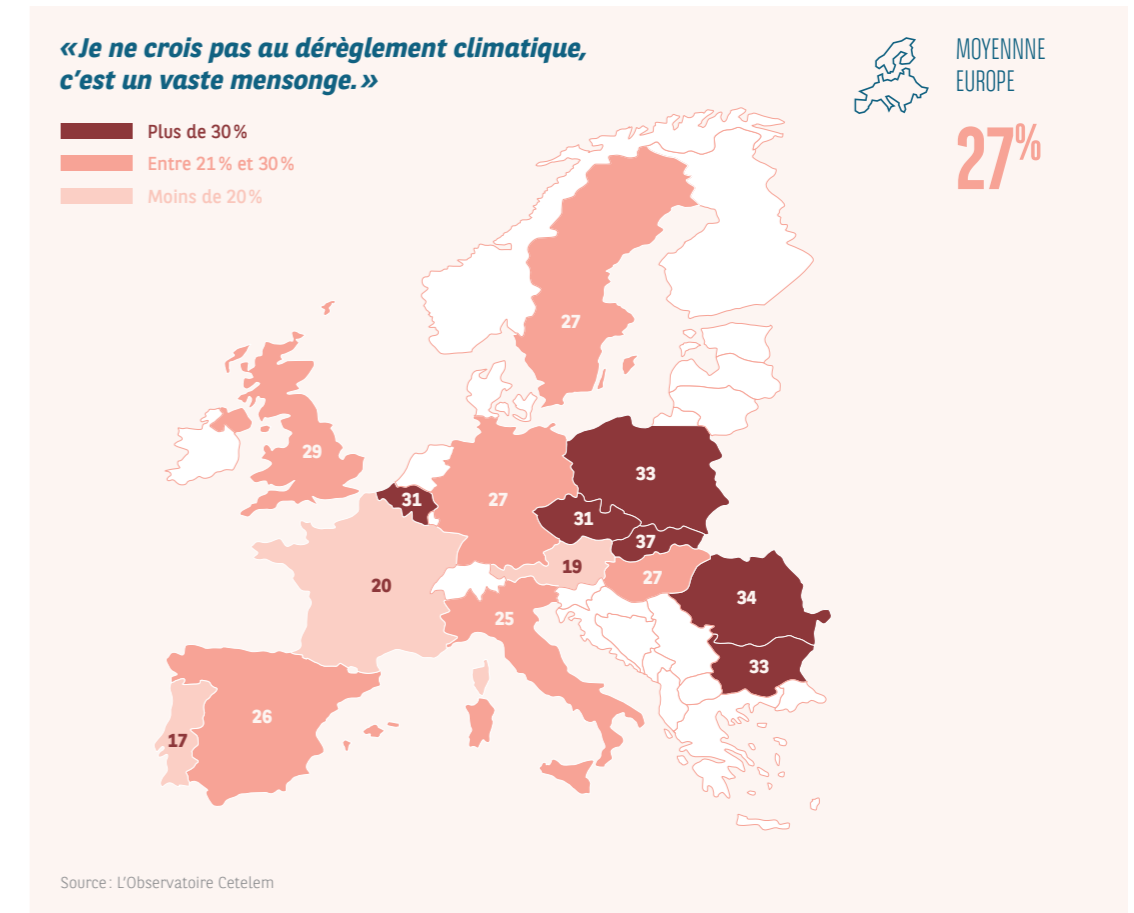 «Je ne crois pas au dérèglement climatique,
c’est un vaste mensonge.»
MOYENNNE
EUROPE
27%
Plus de 30%
Entre 21% et 30%
Moins de 20%
27
29
33
31
27
31
37
19
27
20
34
25
33
26
17
Source: L’Observatoire Cetelem